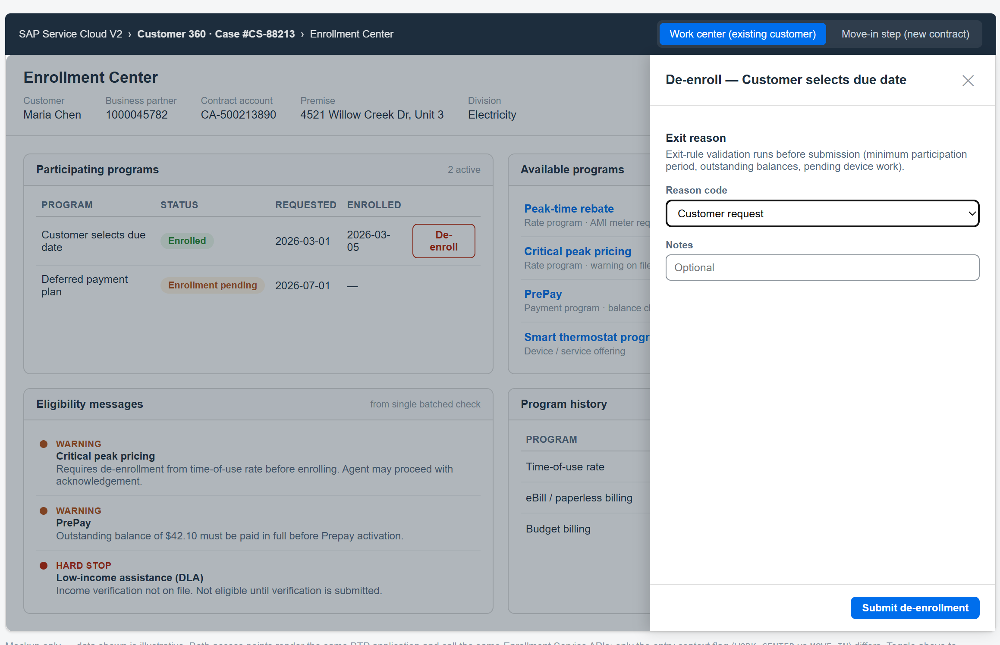 SAP Service Cloud V2 › Customer 360 · Case #CS-88213 › Enrollment Center
Work center (existing customer)
Move-in step (new contract)
Enrollment Center
Customer
Maria Chen
Business partner
1000045782
Contract account
CA-500213890
Premise
4521 Willow Creek Dr, Unit 3
Division
Electricity
Participating programs
2 active
PROGRAM STATUS REQUESTED ENROLLED
Customer selects due
date
Enrolled
2026-03-01
2026-03-
05
De-
enroll
Deferred payment
plan
Enrollment pending
2026-07-01
—
Available programs
Peak-time rebate
Rate program · AMI meter req
Critical peak pricing
Rate program · warning on file
PrePay
Payment program · balance
Smart thermostat progr
Device / service offering
Eligibility messages
from single batched check
WARNING
Critical peak pricing
Requires de-enrollment from time-of-use rate before enrolling. Agent may proceed with
acknowledgement.
WARNING
PrePay
Outstanding balance of $42.10 must be paid in full before Prepay activation.
HARD STOP
Low-income assistance (DLA)
Income verification not on file. Not eligible until verification is submitted.
Program history
PROGRAM
Time-of-use rate
eBill / paperless billing
Budget billing
De-enroll — Customer selects due date
Exit reason
Exit-rule validation runs before submission (minimum participation
period, outstanding balances, pending device work).
Reason code
Customer request
Notes
Optional
Submit de-enrollment
Mockup only — data shown is illustrative. Both access points render the same BTP application and call the same Enrollment Service APIs; only the entry context flag (WORK_CENTER vs MOVE_IN) differs. Toggle above to